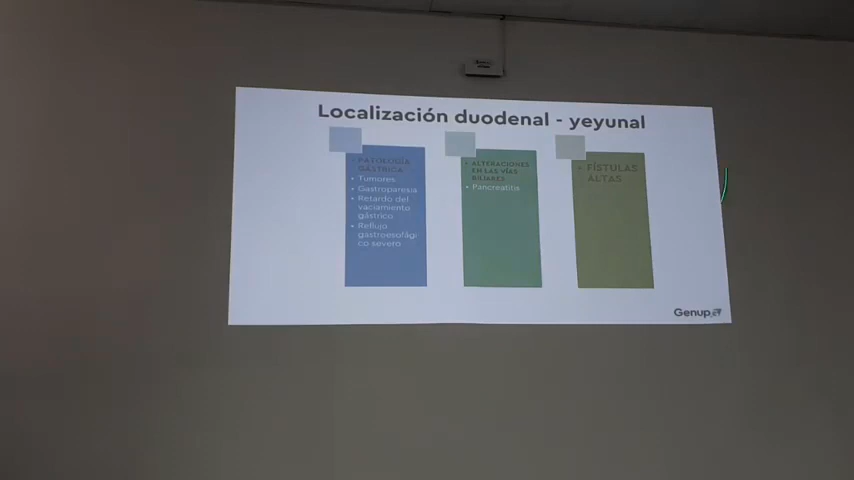 Localización duodenal - yeyunal
• PATOLOGÍA
GÁSTRICA
• Tumores
• Gastroparesia
• Retardo del
vaciamiento
gástrico
• Reflujo
gastroesofági
co severo
• ALTERACIONES
EN LAS VÍAS
BILIARES
• Pancreatitis
• FÍSTULAS
ALTAS
Genup